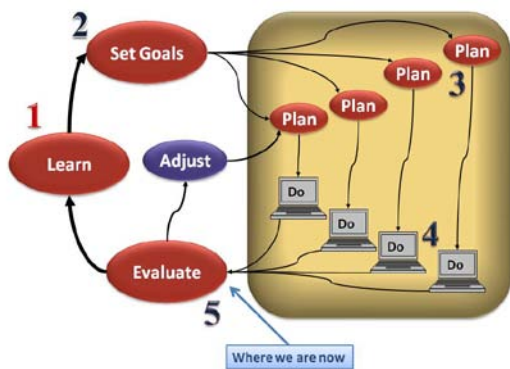 2
Set Goals
Plan
Plan
3
Plan
Plan
1
Learn
Adjust
Do
Do
4
Do
Do
Evaluate
5
Where we are now